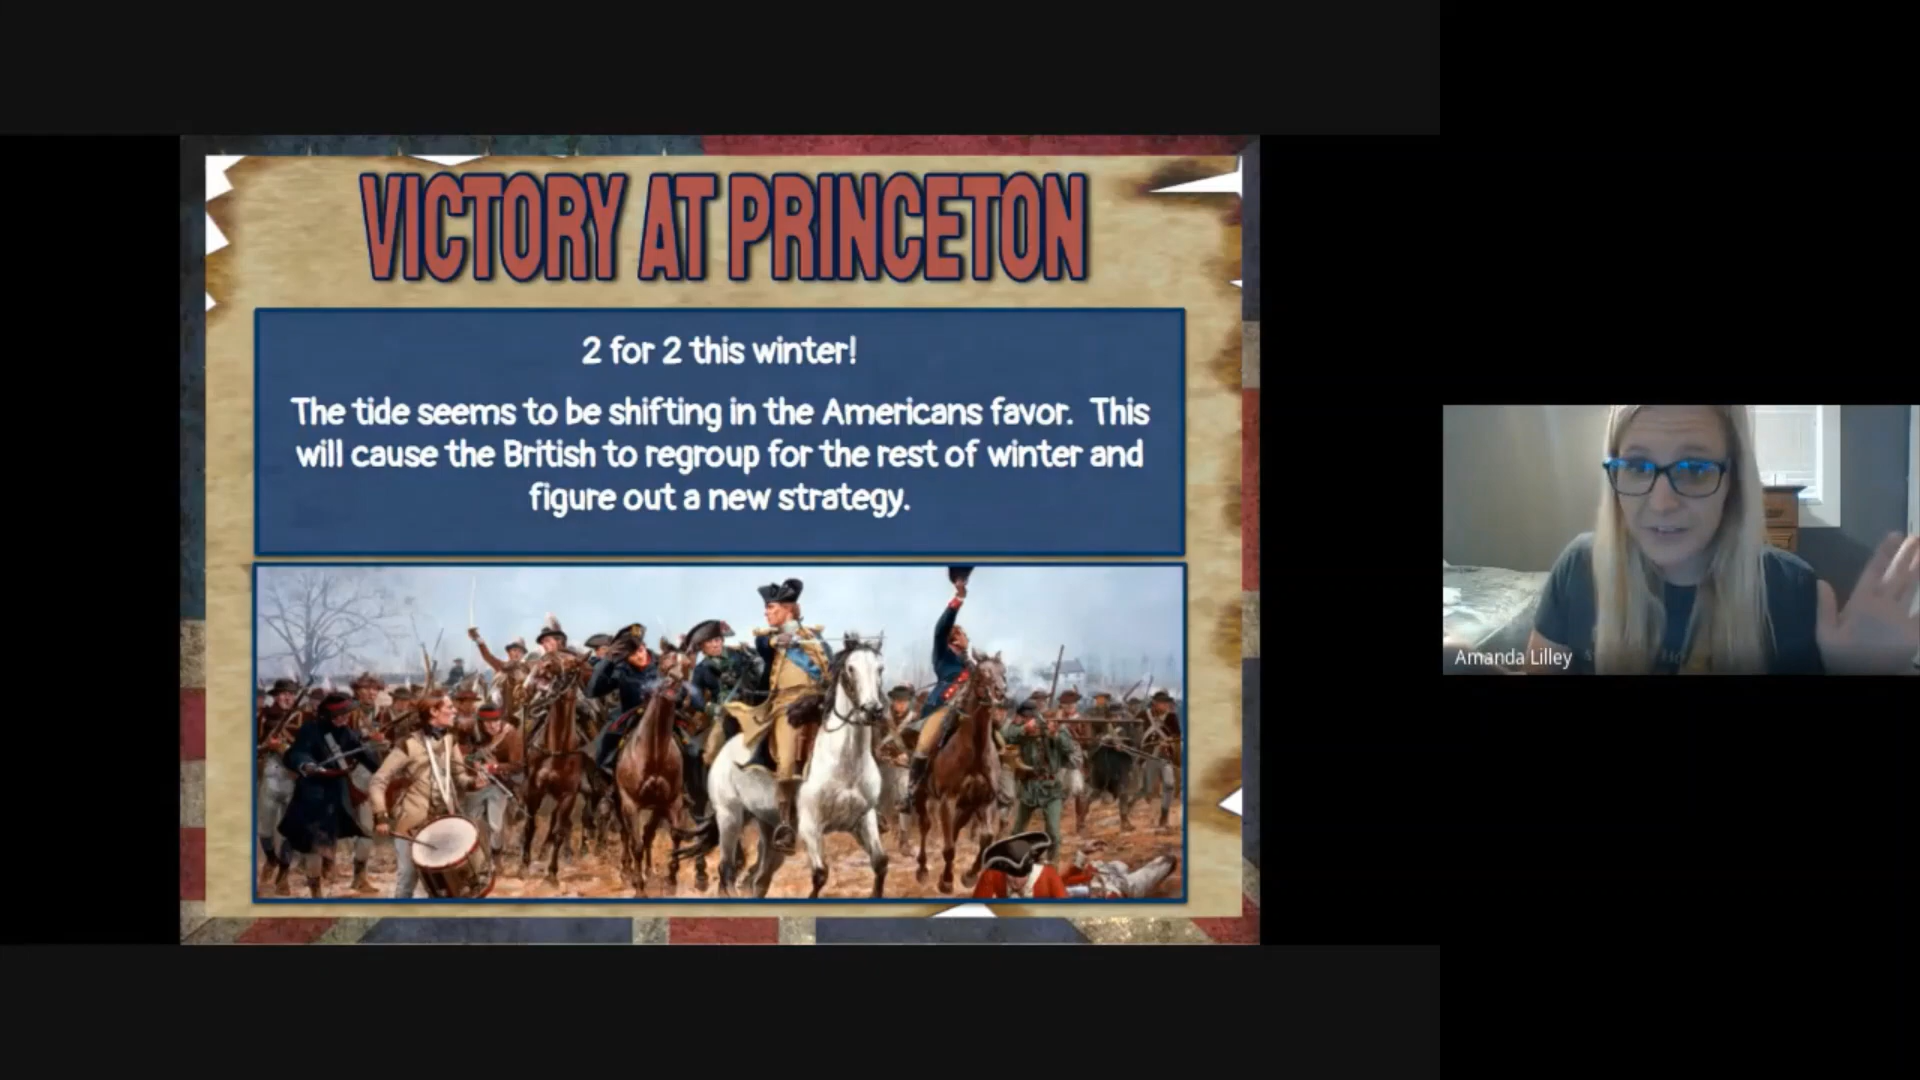 VICTORY AT PRINCETON
2 for 2 this winter!
The tide seems to be shifting in the Americans favor. This
will cause the British to regroup for the rest of winter and
figure out a new strategy.
Amanda Lilley